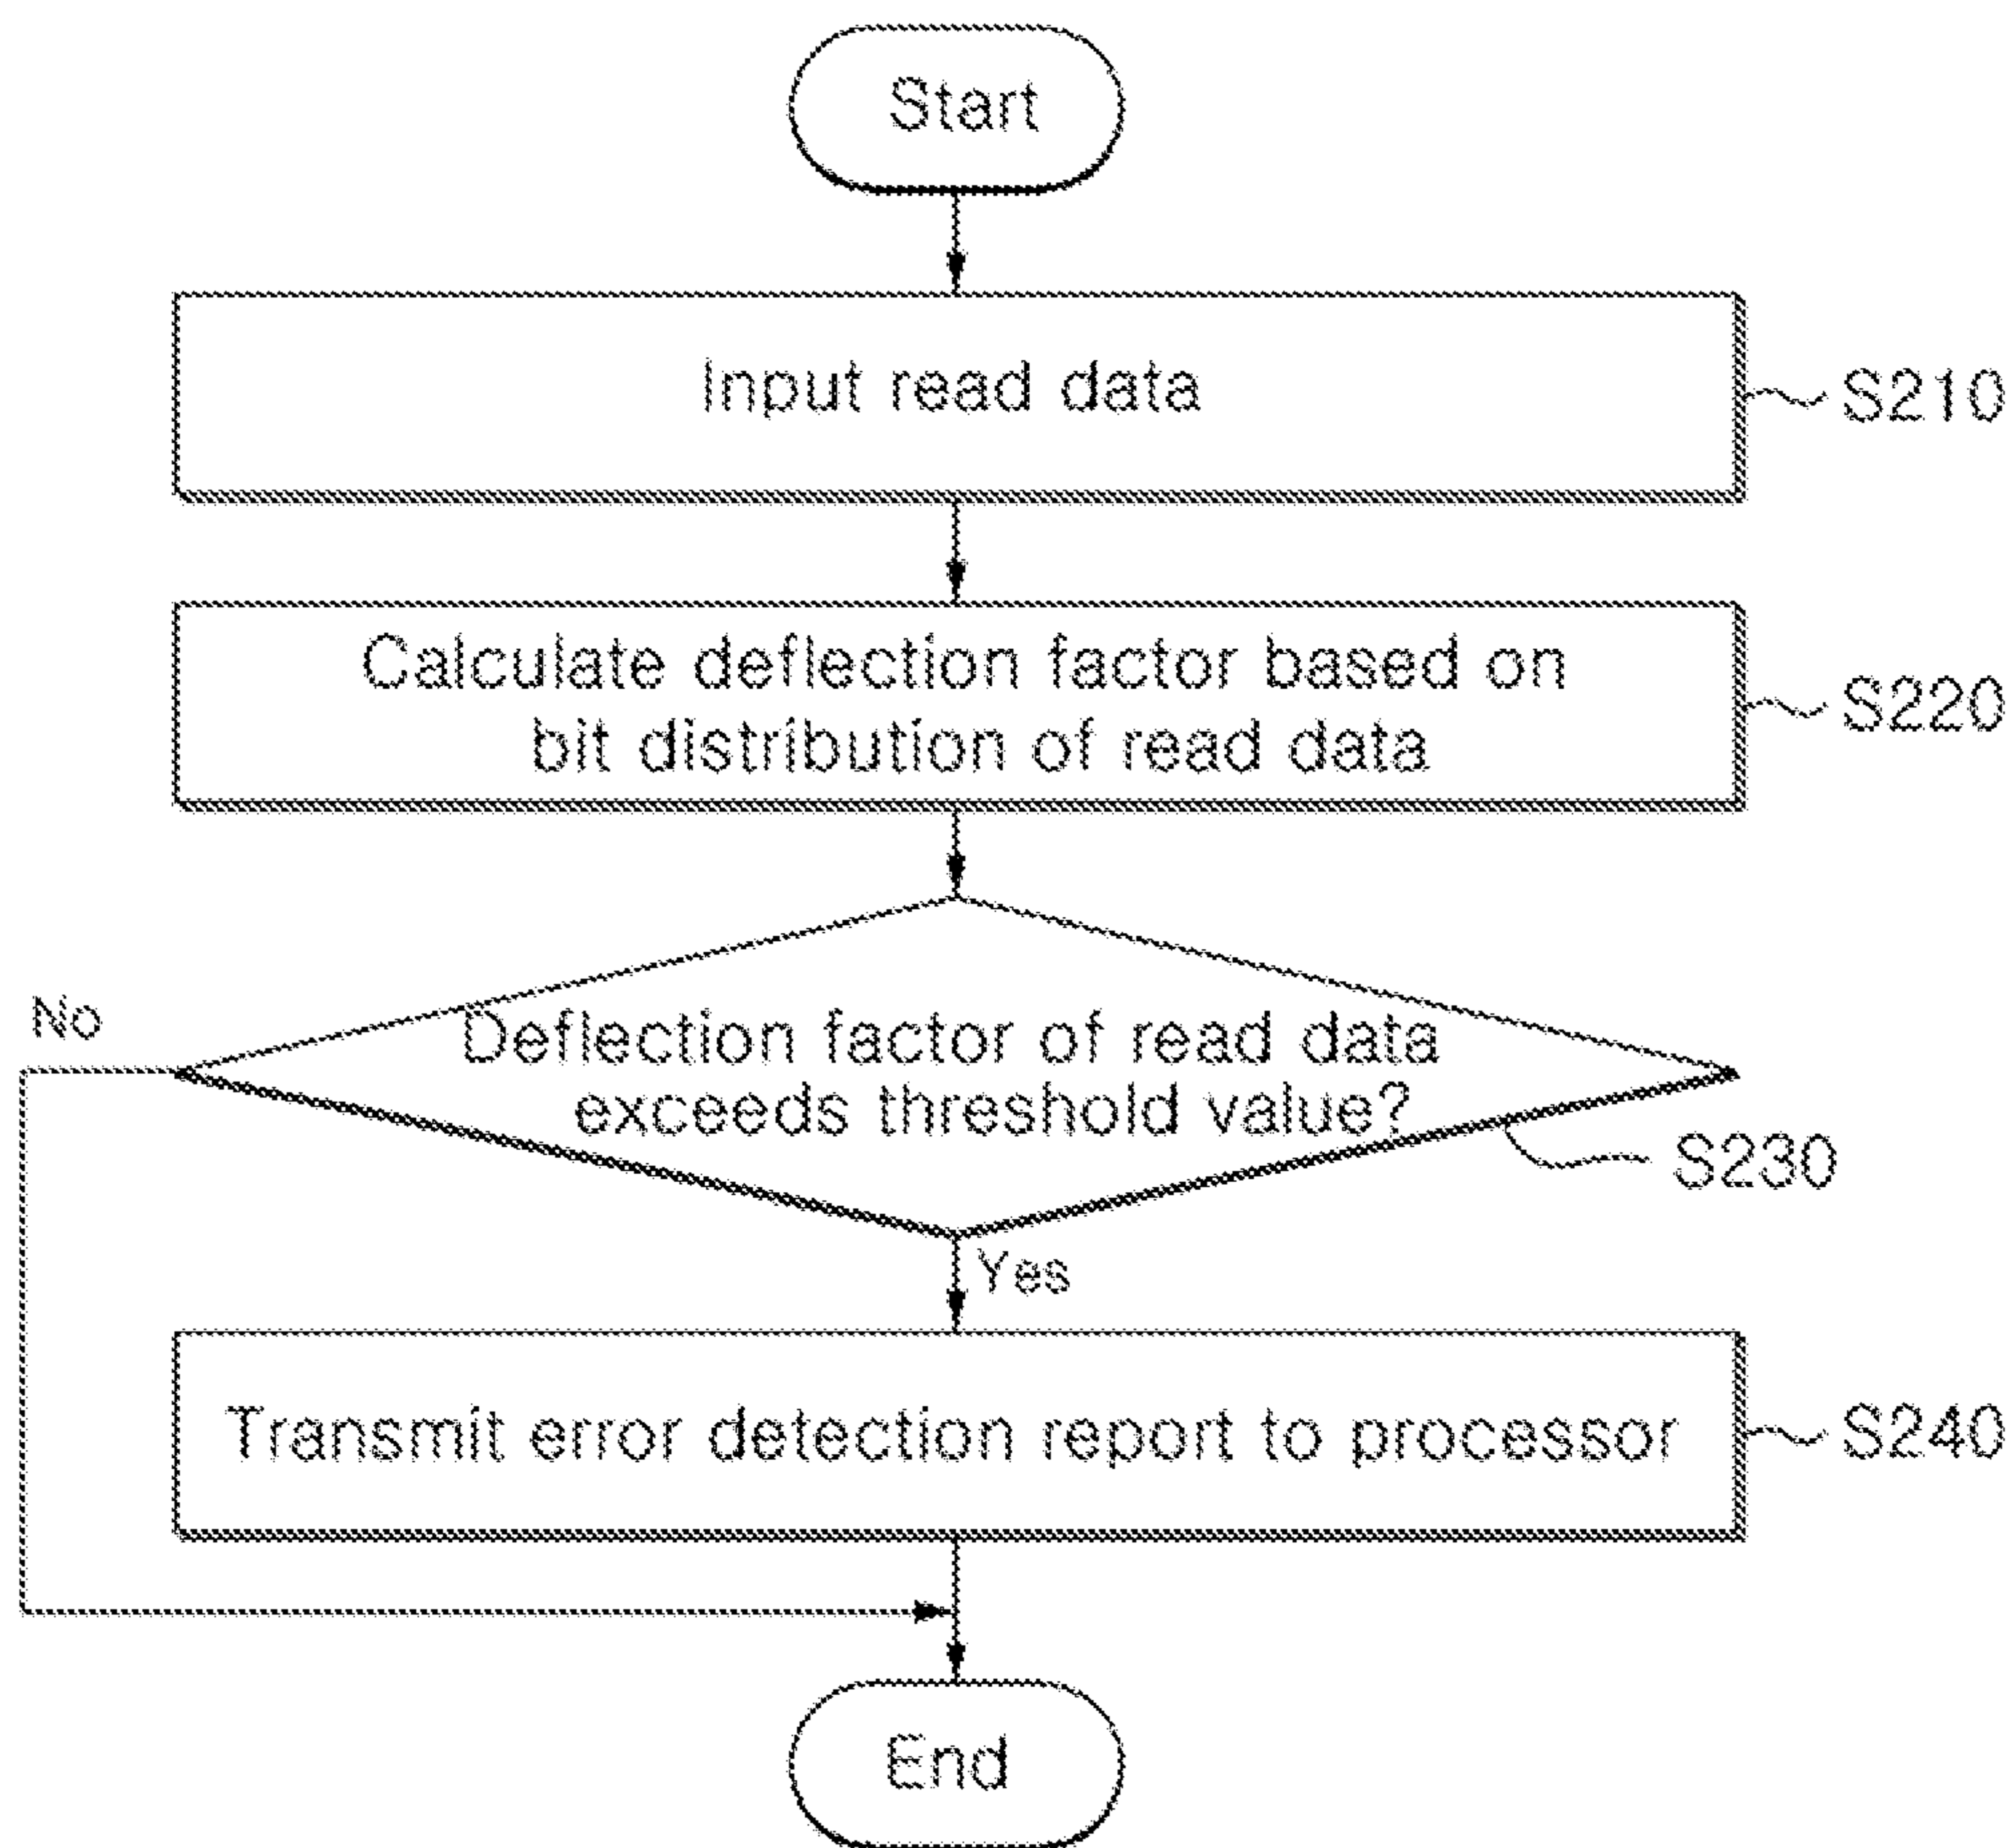 Start
Input read data
S210
Calculate deflection factor based on
bit distribution of read data
S220
No
Deflection factor of read data
exceeds threshold value?
S230
Yes
Transmit error detection report to processor
S240
End